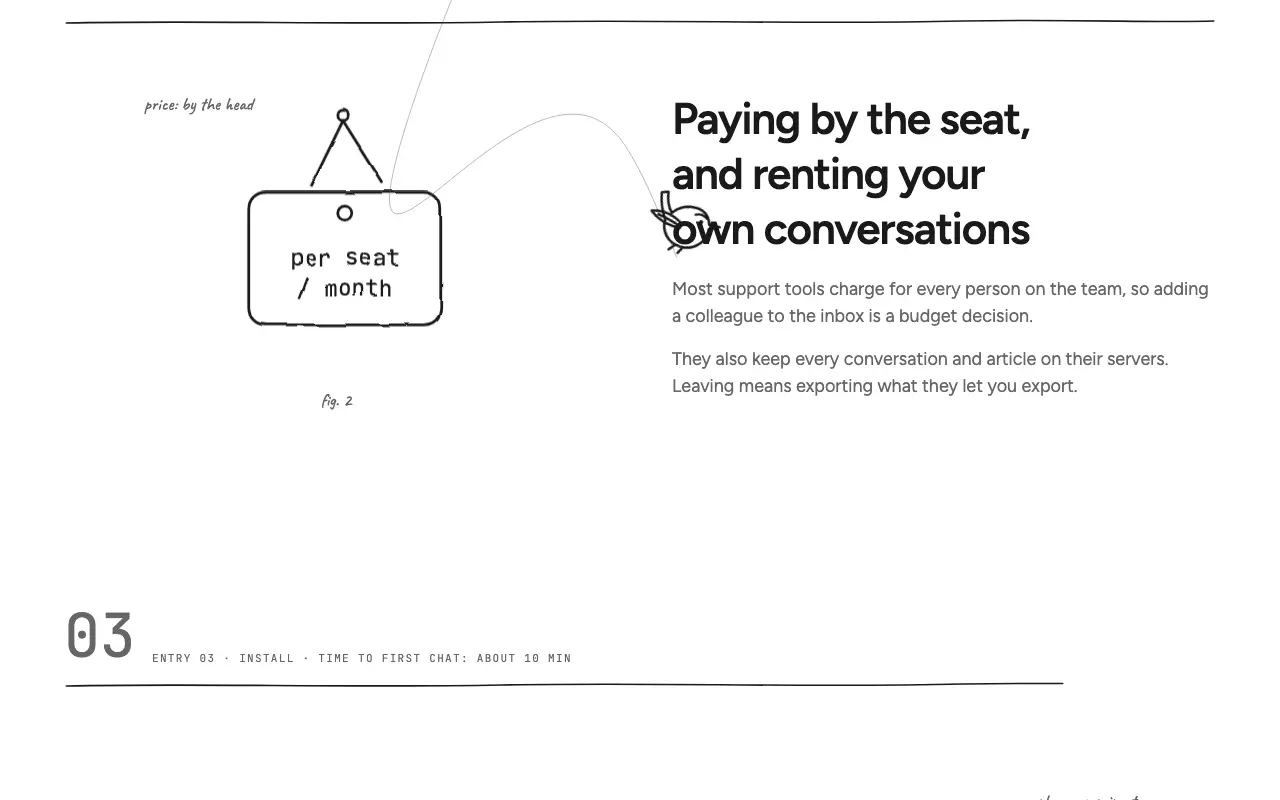 price: by the head
per seat
/ month
fig. 2
Paying by the seat,
and renting your
own conversations
Most support tools charge for every person on the team, so adding
a colleague to the inbox is a budget decision.
They also keep every conversation and article on their servers.
Leaving means exporting what they let you export.
03
ENTRY 03 · INSTALL · TIME TO FIRST CHAT: ABOUT 10 MIN